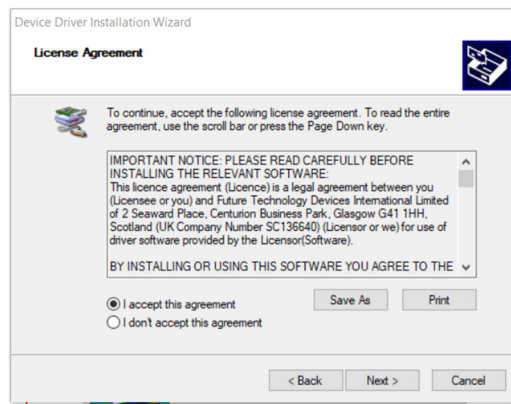 Device Driver Installation Wizard
License Agreement
To continue, accept the following license agreement. To read the entire
agreement, use the scroll bar or press the Page Down key.
IMPORTANT NOTICE: PLEASE READ CAREFULLY BEFORE
INSTALLING THE RELEVANT SOFTWARE:
This licence agreement (Licence) is a legal agreement between you
(Licensee or you) and Future Technology Devices International Limited
of 2 Seaward Place, Centurion Business Park, Glasgow G41 1HH,
Scotland (UK Company Number SC136640) (Licensor or we) for use of
driver software provided by the Licensor(Software).
BY INSTALLING OR USING THIS SOFTWARE YOU AGREE TO THE
I accept this agreement
Save As
Print
I don't accept this agreement
< Back
Next >
Cancel